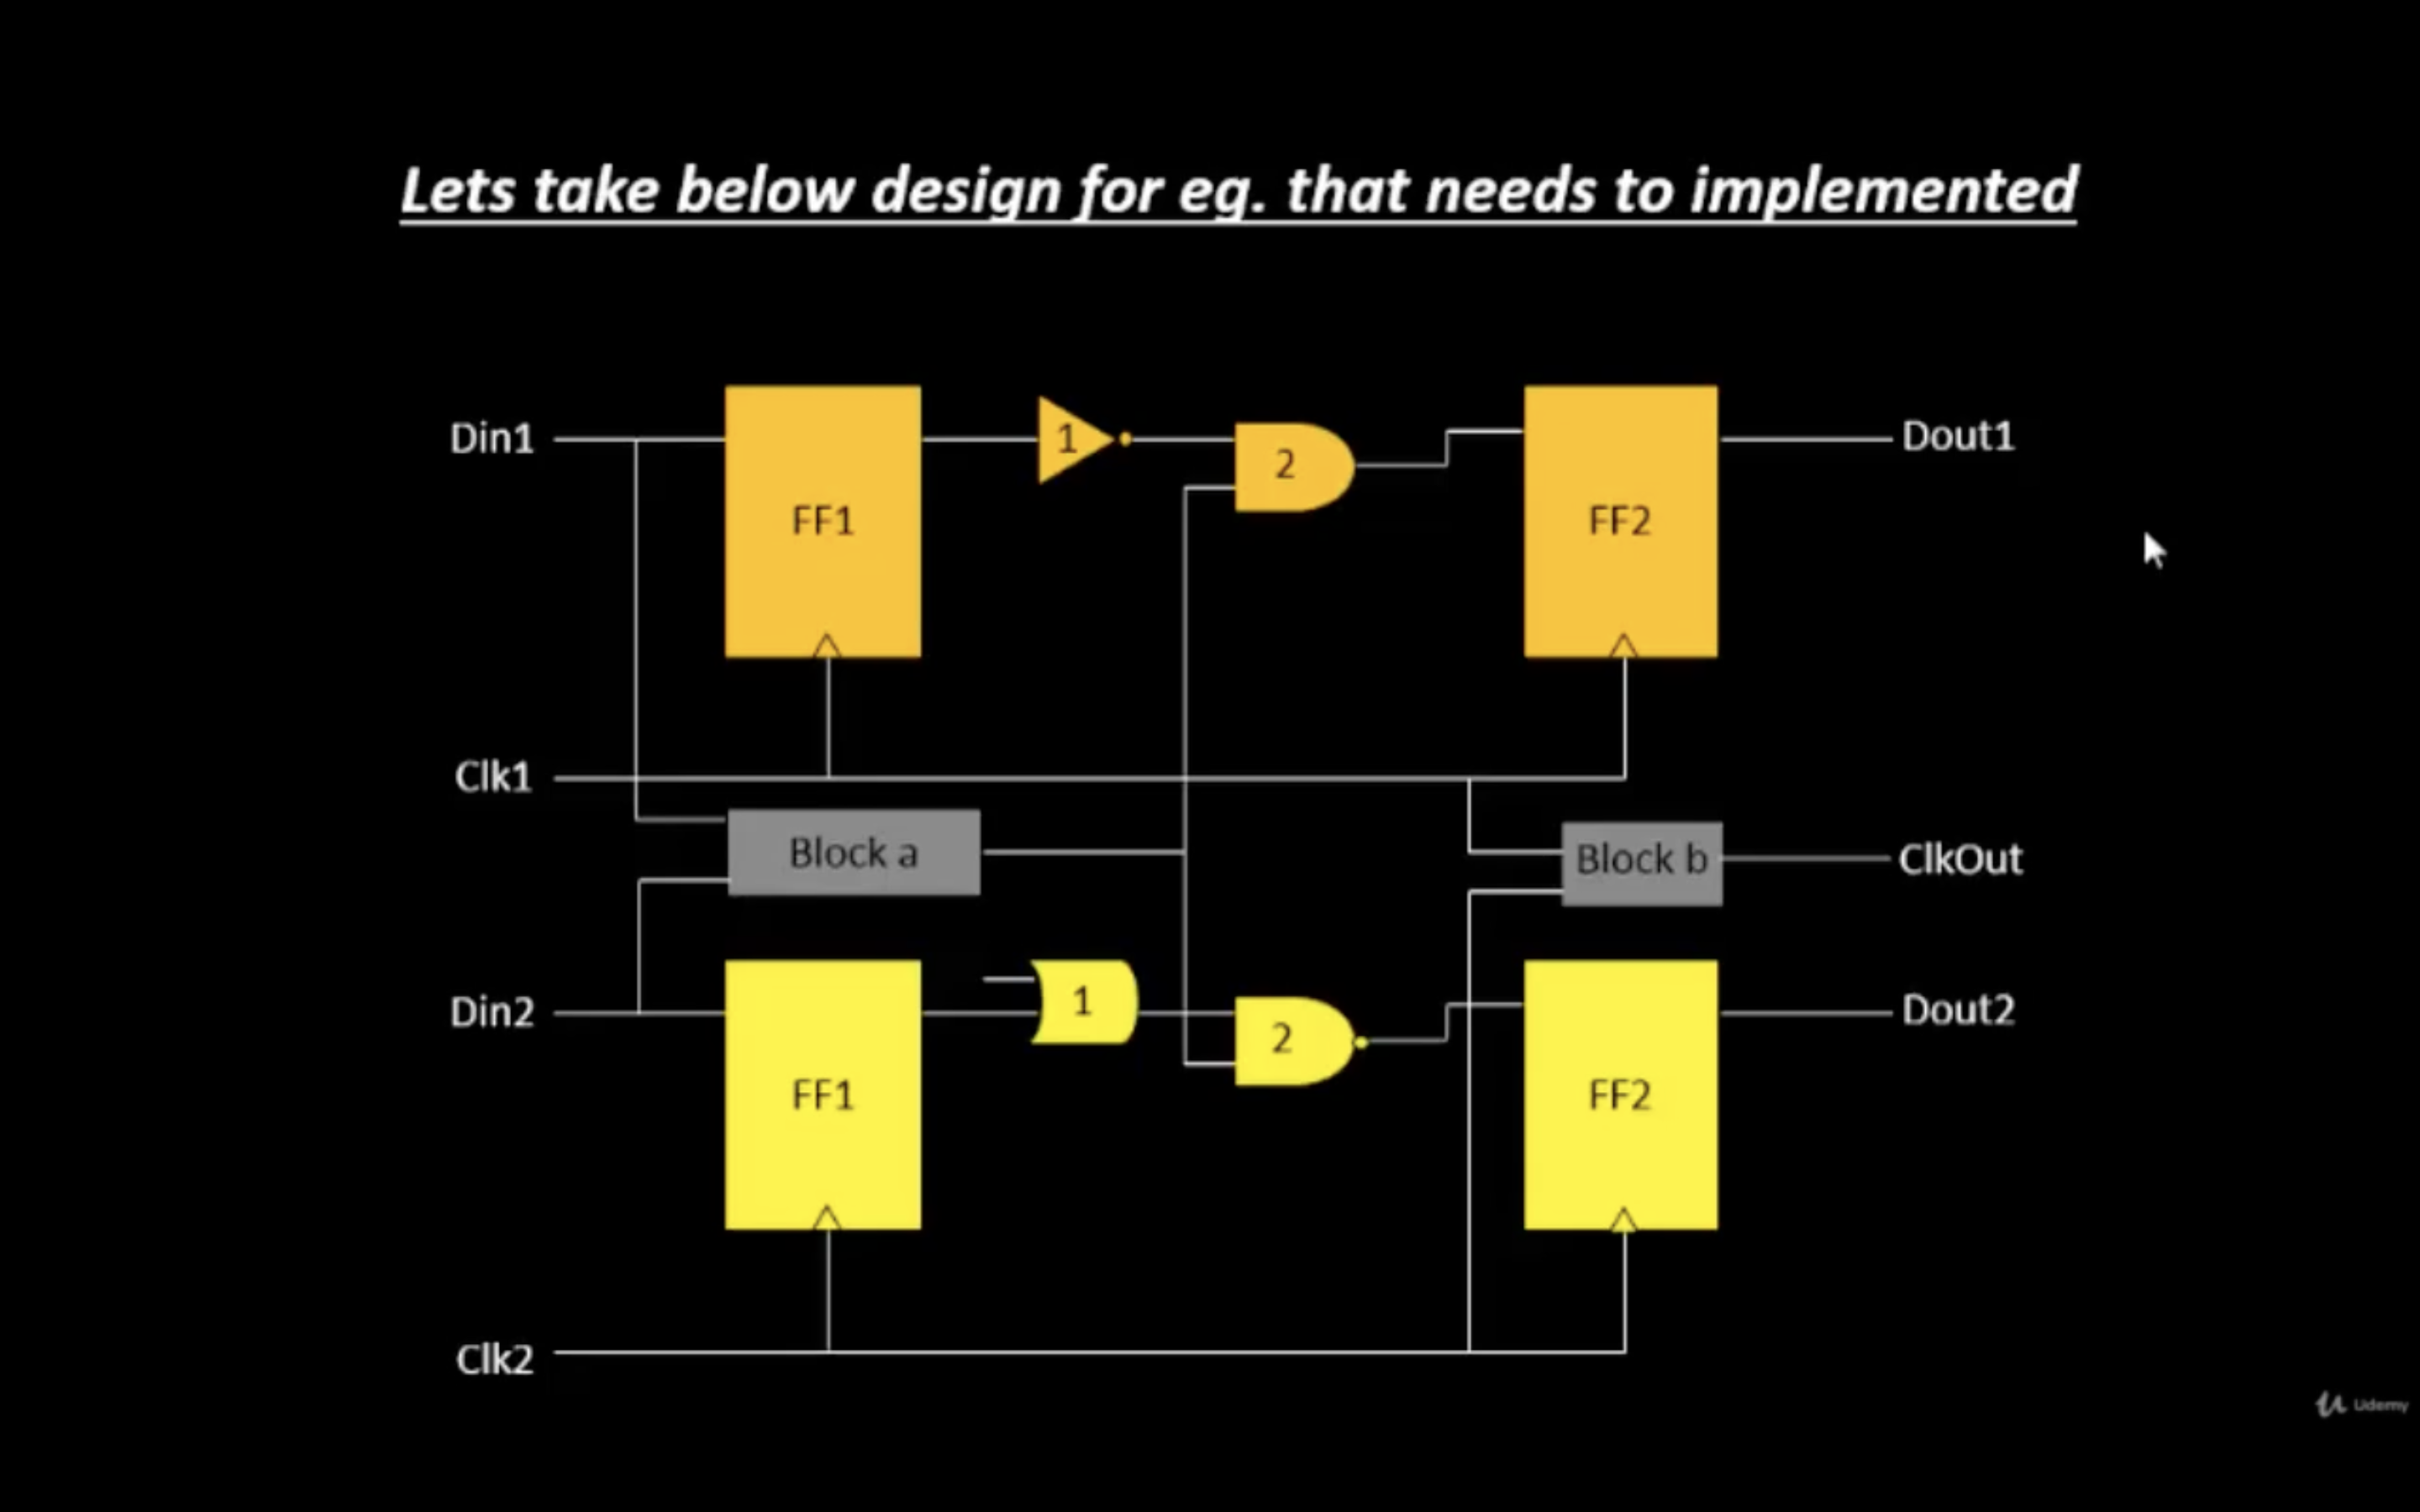 Lets take below design for eg. that needs to implemented
Din1
FF1
1
2
FF2
Dout1
Clk1
Block a
Block b
ClkOut
Din2
FF1
1
2
FF2
Dout2
Clk2
Udemy